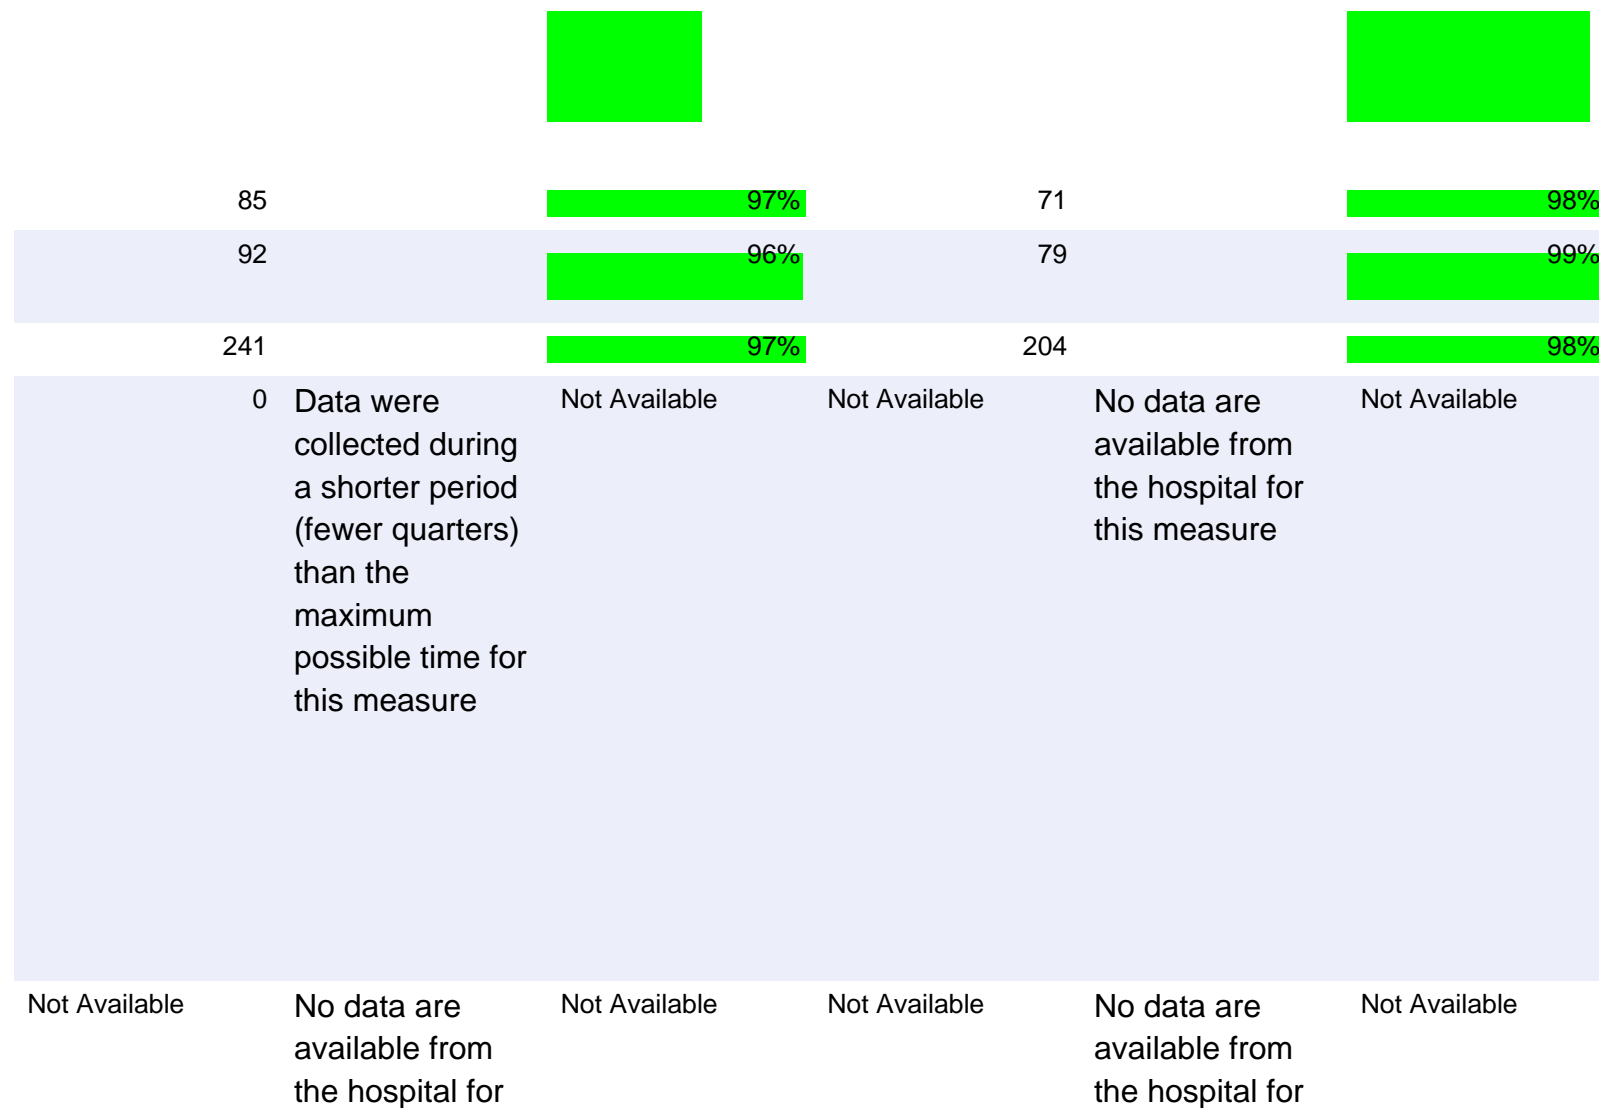 85 97% 71 98%
92 96% 79 99%
241 97% 204 98%
0 Data were Not Available Not Available No data are Not Available
collected during available from
a shorter period the hospital for
(fewer quarters) this measure
than the
maximum
possible time for
this measure
Not Available No data are Not Available Not Available No data are Not Available
available from available from
the hospital for the hospital for